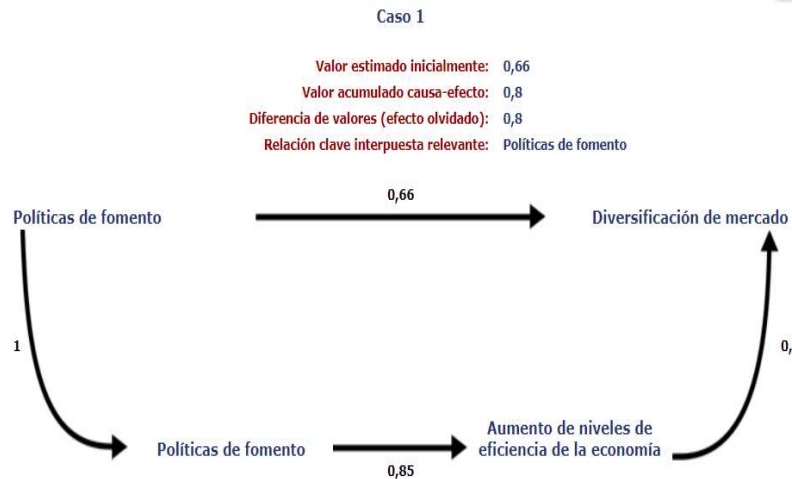 Caso 1
Valor estimado inicialmente: 0,66
Valor acumulado causa-efecto: 0,8
Diferencia de valores (efecto olvidado): 0,8
Relación clave interpuesta relevante: Políticas de fomento
0,66
Políticas de fomento
Diversificación de mercado
1
0,
Políticas de fomento
0,85
Aumento de niveles de
eficiencia de la economía